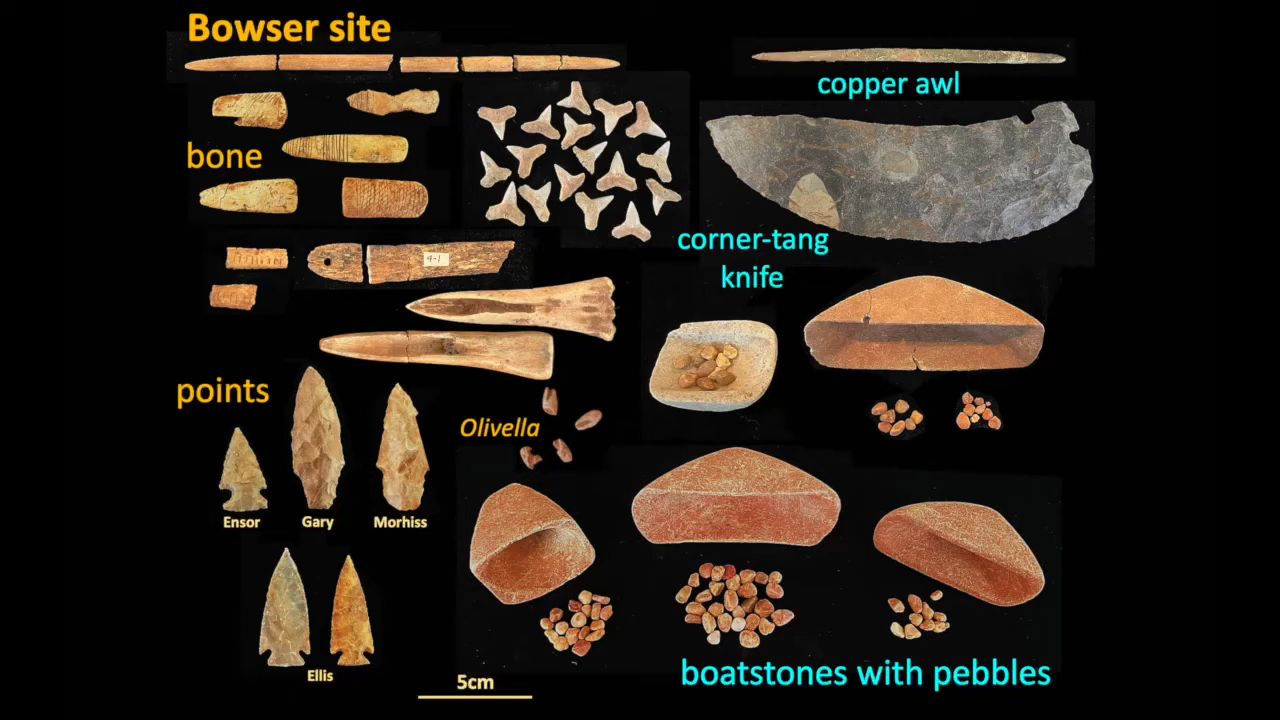 Bowser site
copper awl
bone
corner-tang
knife
9-1
points
Olivella
Ensor
Gary
Morhiss
Ellis
5cm
boatstones with pebbles